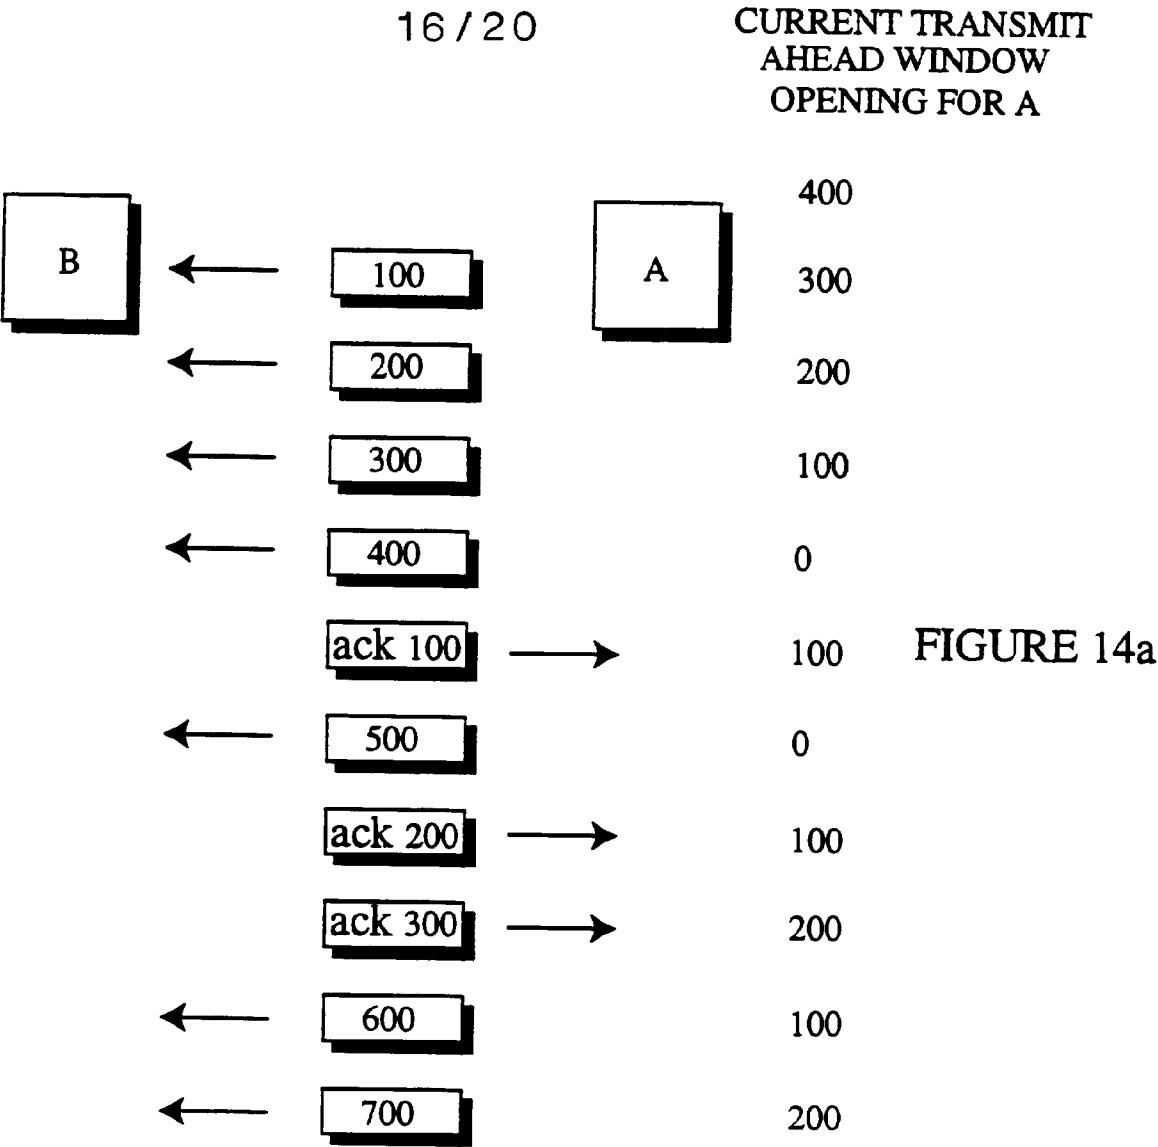 16/20
CURRENT TRANSMIT
AHEAD WINDOW
OPENING FOR A
400
B
100
A
300
200
200
300
100
400
0
ack 100
100
FIGURE 14a
500
0
ack 200
100
ack 300
200
600
100
700
200